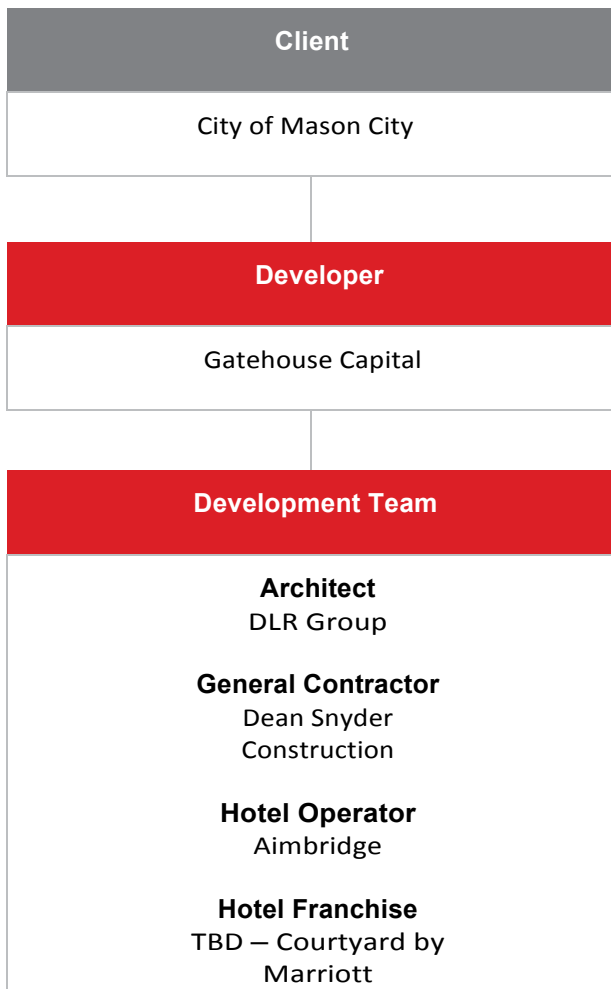 Client
City of Mason City
Developer
Gatehouse Capital
Development Team
Architect
DLR Group
General Contractor
Dean Snyder
Construction
Hotel Operator
Aimbridge
Hotel Franchise
TBD – Courtyard by
Marriott